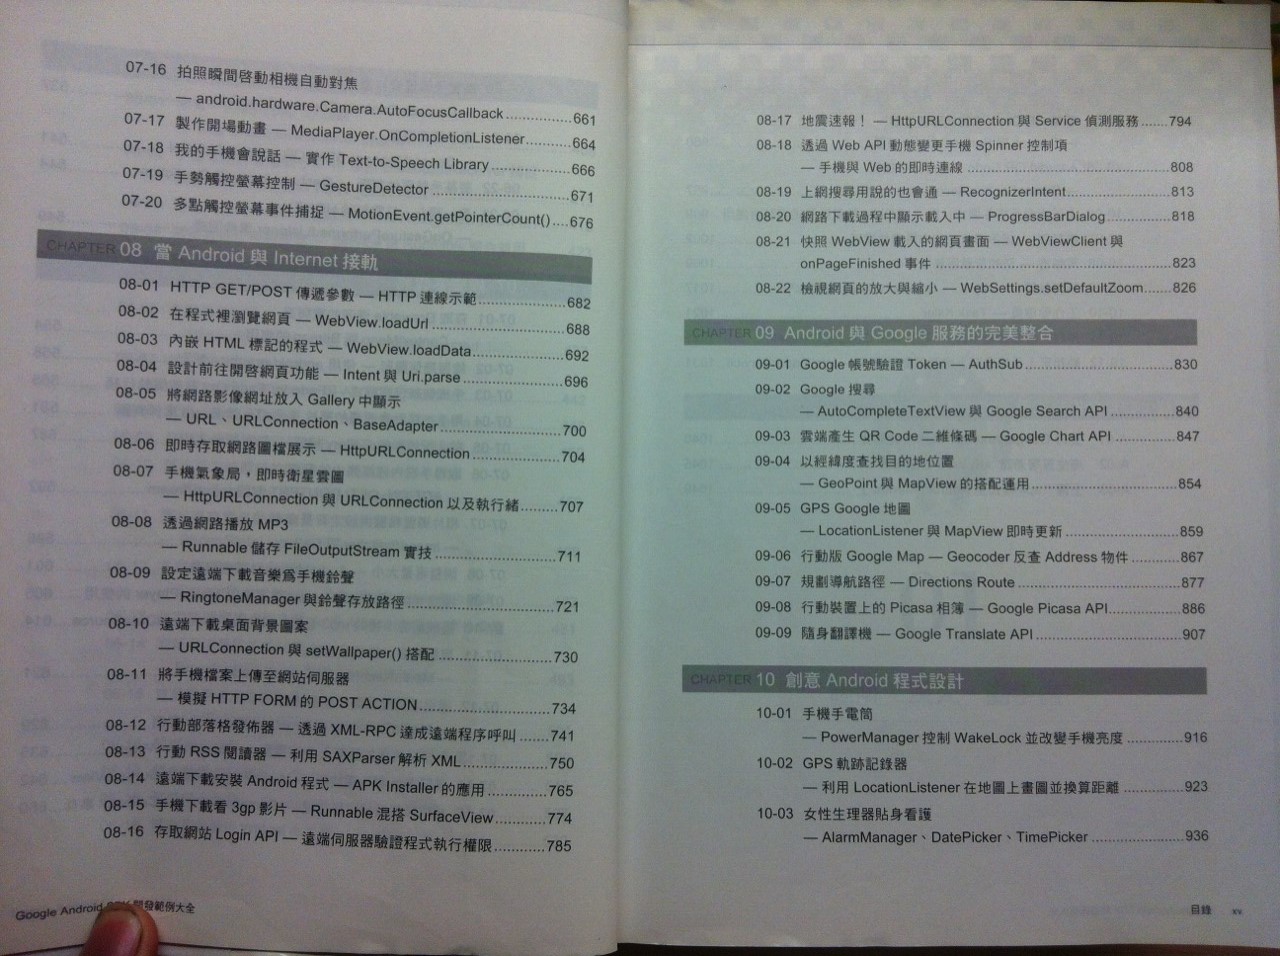 07-16 拍照瞬間啓動相機自動對焦
— android.hardware.Camera.AutoFocusCallback...............661
07-17 製作開場動畫 — MediaPlayer.OnCompletionListener..........664
07-18 我的手機會說話 — 實作 Text-to-Speech Library..................666
07-19 手勢觸控螢幕控制 — GestureDetector................................671
07-20 多點觸控螢幕事件捕捉 — MotionEvent.getPointerCount()....676
CHAPTER 08 當 Android 與 Internet 接軌
08-01 HTTP GET/POST 傳遞參數 — HTTP 連線示範....................682
08-02 在程式裡瀏覽網頁 — WebView.loadUrl...............................688
08-03 內嵌 HTML 標記的程式 — WebView.loadData.....................692
08-04 設計前往開啓網頁功能 — Intent 與 Uri.parse.......................696
08-05 將網路影像網址放入 Gallery 中顯示
— URL、URLConnection、BaseAdapter............................700
08-06 即時存取網路圖檔展示 — HttpURLConnection....................704
08-07 手機氣象局，即時衛星雲圖
— HttpURLConnection 與 URLConnection 以及執行緒.........707
08-08 透過網路播放 MP3
— Runnable 儲存 FileOutputStream 實技............................711
08-09 設定遠端下載音樂爲手機鈴聲
— RingtoneManager 與鈴聲存放路徑..................................721
08-10 遠端下載桌面背景圖案
— URLConnection 與 setWallpaper() 搭配..........................730
08-11 將手機檔案上傳至網站伺服器
— 模擬 HTTP FORM 的 POST ACTION...............................734
08-12 行動部落格發佈器 — 透過 XML-RPC 達成遠端程序呼叫.......741
08-13 行動 RSS 閱讀器 — 利用 SAXParser 解析 XML....................750
08-14 遠端下載安裝 Android 程式 — APK Installer 的應用..............765
08-15 手機下載看 3gp 影片 — Runnable 混搭 SurfaceView............774
08-16 存取網站 Login API — 遠端伺服器驗證程式執行權限............785
Google Android 開發範例大全
08-17 地震速報！ — HttpURLConnection 與 Service 偵測服務.......794
08-18 透過 Web API 動態變更手機 Spinner 控制項
— 手機與 Web 的即時連線 ................................................808
08-19 上網搜尋用說的也會通 — RecognizerIntent........................813
08-20 網路下載過程中顯示載入中 — ProgressBarDialog...............818
08-21 快照 WebView 載入的網頁畫面 — WebViewClient 與
onPageFinished 事件 .........................................................823
08-22 檢視網頁的放大與縮小 — WebSettings.setDefaultZoom......826
CHAPTER 09 Android 與 Google 服務的完美整合
09-01 Google 帳號驗證 Token — AuthSub...................................830
09-02 Google 搜尋
— AutoCompleteTextView 與 Google Search API ...............840
09-03 雲端產生 QR Code 二維條碼 — Google Chart API ..............847
09-04 以經緯度查找目的地位置
— GeoPoint 與 MapView 的搭配運用...................................854
09-05 GPS Google 地圖
— LocationListener 與 MapView 即時更新...........................859
09-06 行動版 Google Map — Geocoder 反查 Address 物件...........867
09-07 規劃導航路徑 — Directions Route......................................877
09-08 行動裝置上的 Picasa 相簿 — Google Picasa API.................886
09-09 隨身翻譯機 — Google Translate API...................................907
CHAPTER 10 創意 Android 程式設計
10-01 手機手電筒
— PowerManager 控制 WakeLock 並改變手機亮度 ..............916
10-02 GPS 軌跡記錄器
— 利用 LocationListener 在地圖上畫圖並換算距離 ..............923
10-03 女性生理器貼身看護
— AlarmManager、DatePicker、TimePicker......................936
目錄 xv